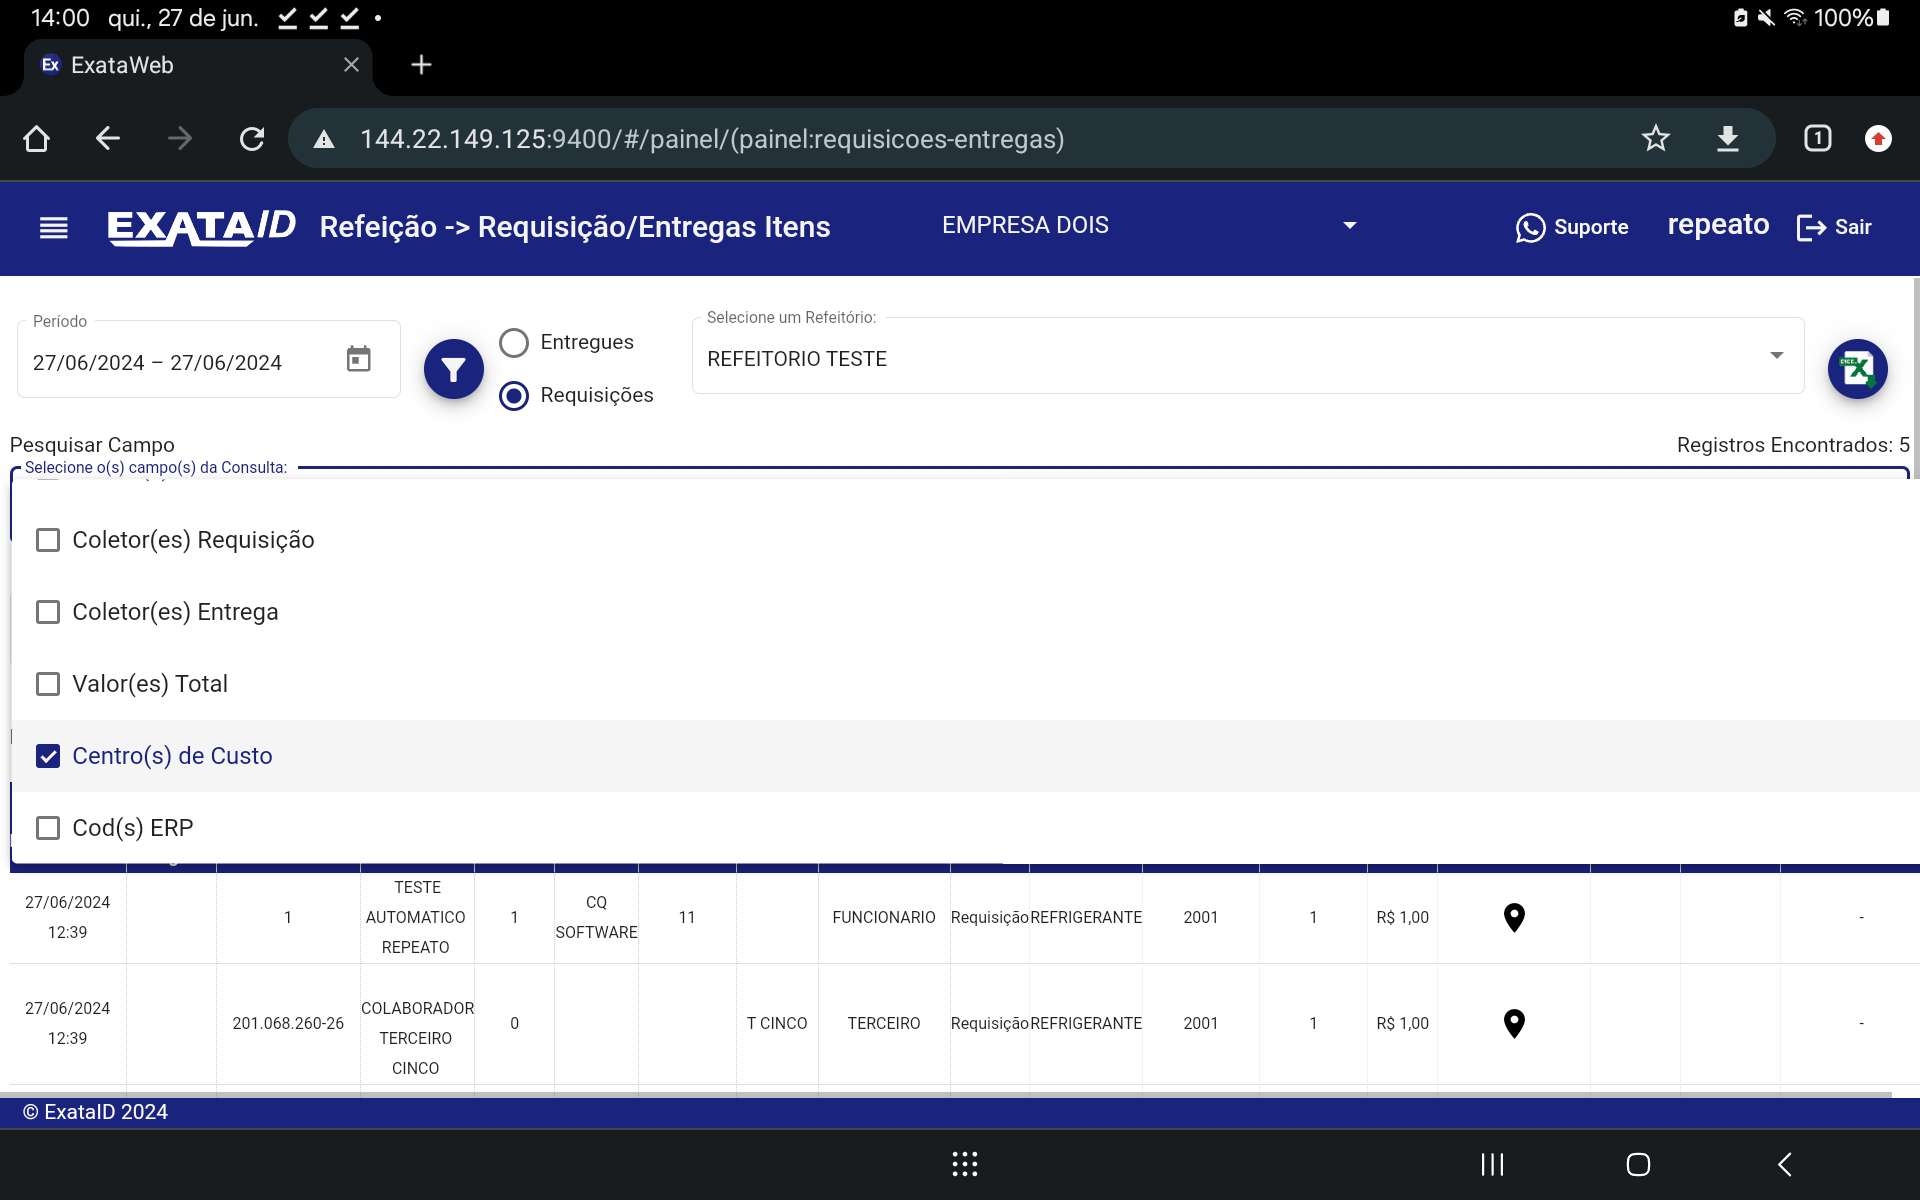 14:00 qui., 27 de jun.
100%
Ex ExataWeb
144.22.149.125:9400/#/painel/(painel:requisicoes-entregas)
1
EXATAID Refeição -> Requisição/Entregas Itens
EMPRESA DOIS
Suporte
repeato
Sair
Período
27/06/2024 – 27/06/2024
Entregues
Requisições
Selecione um Refeitório:
REFEITORIO TESTE
Pesquisar Campo
Registros Encontrados: 5
Selecione o(s) campo(s) da Consulta:
Coletor(es) Requisição
Coletor(es) Entrega
Valor(es) Total
Centro(s) de Custo
Cod(s) ERP
27/06/2024
12:39
1
TESTE
AUTOMATICO
REPEATO
1
CQ
SOFTWARE
11
FUNCIONARIO
Requisição
REFRIGERANTE
2001
1
R$ 1,00
-
27/06/2024
12:39
201.068.260-26
COLABORADOR
TERCEIRO
CINCO
0
T CINCO
TERCEIRO
Requisição
REFRIGERANTE
2001
1
R$ 1,00
-
© ExataID 2024